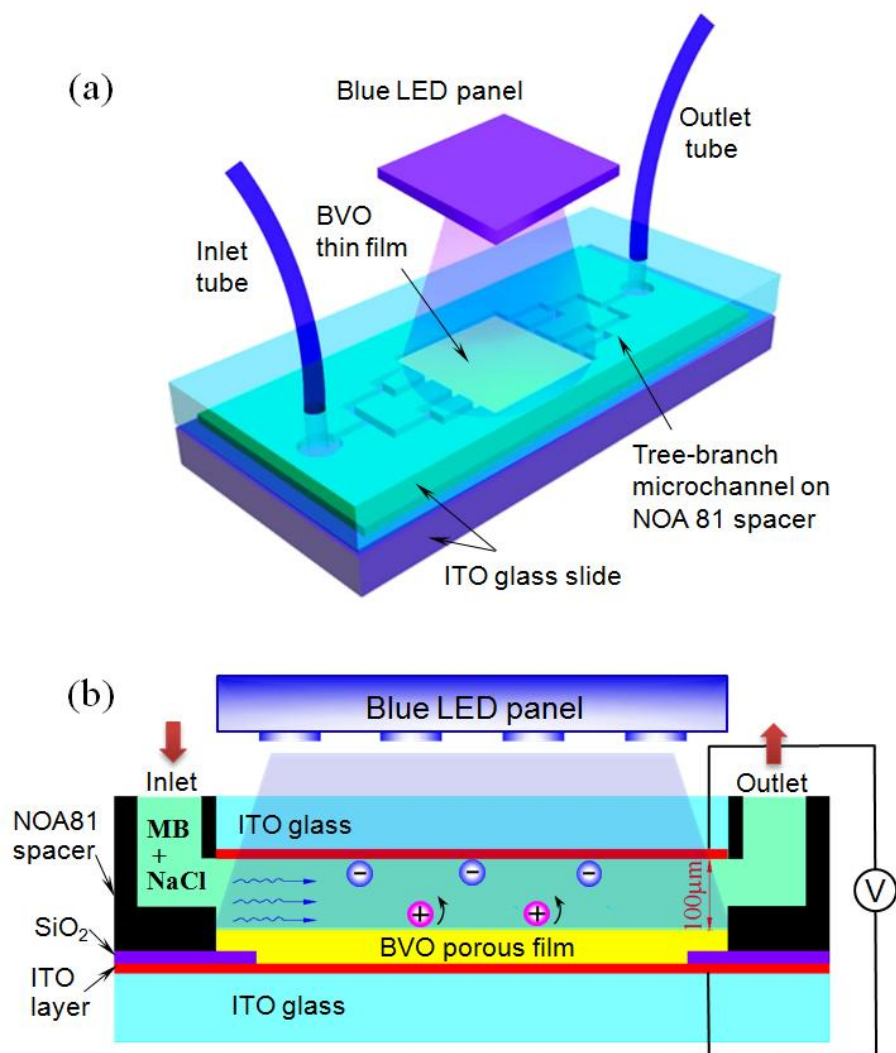 (a)
Blue LED panel
Outlet
tube
BVO
thin film
Inlet
tube
Tree-branch
microchannel on
NOA 81 spacer
ITO glass slide
(b)
Blue LED panel
Inlet
Outlet
NOA81
spacer
MB
+
NaCl
ITO glass
−
−
−
100μm
V
+
+
SiO₂
BVO porous film
ITO
layer
ITO glass